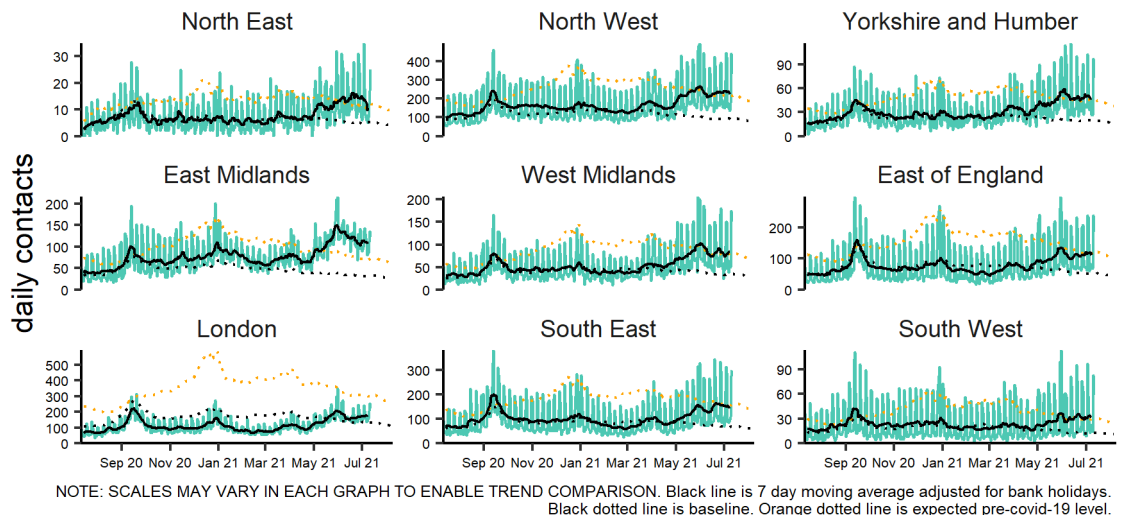 North East
North West
Yorkshire and Humber
30
20
10
0
400
300
200
100
0
90
60
30
0
daily contacts
East Midlands
West Midlands
East of England
200
150
100
50
0
200
150
100
50
0
200
100
0
London
South East
South West
500
400
300
200
100
0
300
200
100
0
90
60
30
0
Sep 20 Nov 20 Jan 21 Mar 21 May 21 Jul 21
Sep 20 Nov 20 Jan 21 Mar 21 May 21 Jul 21
Sep 20 Nov 20 Jan 21 Mar 21 May 21 Jul 21
NOTE: SCALES MAY VARY IN EACH GRAPH TO ENABLE TREND COMPARISON. Black line is 7 day moving average adjusted for bank holidays.
Black dotted line is baseline. Orange dotted line is expected pre-covid-19 level.